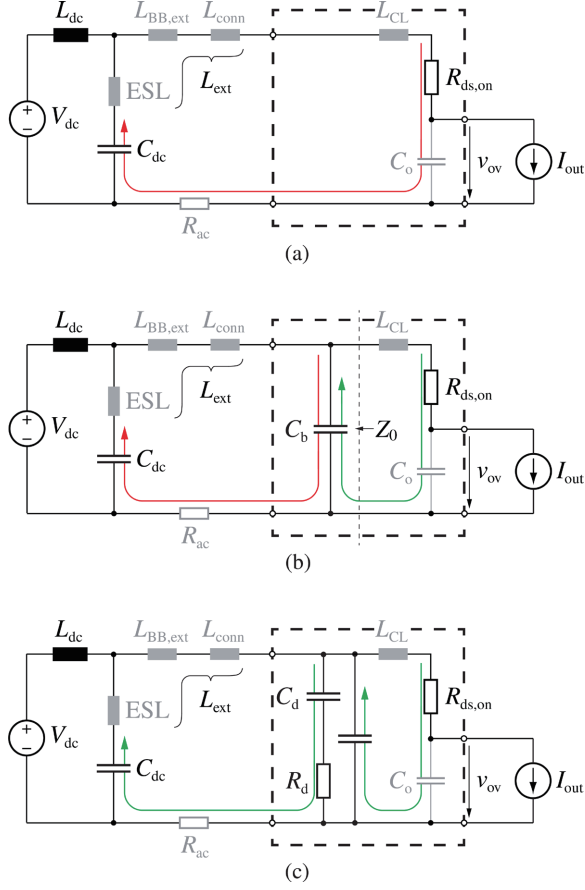 L_dc L_BB,ext L_conn L_CL
ESL L_ext R_ds,on
V_dc C_dc C_o v_ov I_out
R_ac
(a)
L_dc L_BB,ext L_conn L_CL
ESL L_ext R_ds,on
V_dc C_dc C_b Z_0 C_o v_ov I_out
R_ac
(b)
L_dc L_BB,ext L_conn L_CL
ESL L_ext C_d R_ds,on
V_dc C_dc R_d C_o v_ov I_out
R_ac
(c)